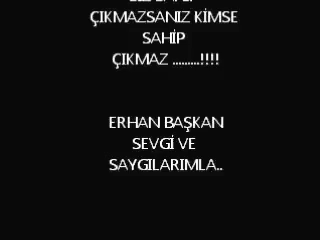 ÇIKMAZSANIZ KİMSE
SAHİP
ÇIKMAZ .........!!!!
ERHAN BAŞKAN
SEVGİ VE
SAYGILARIMLA..